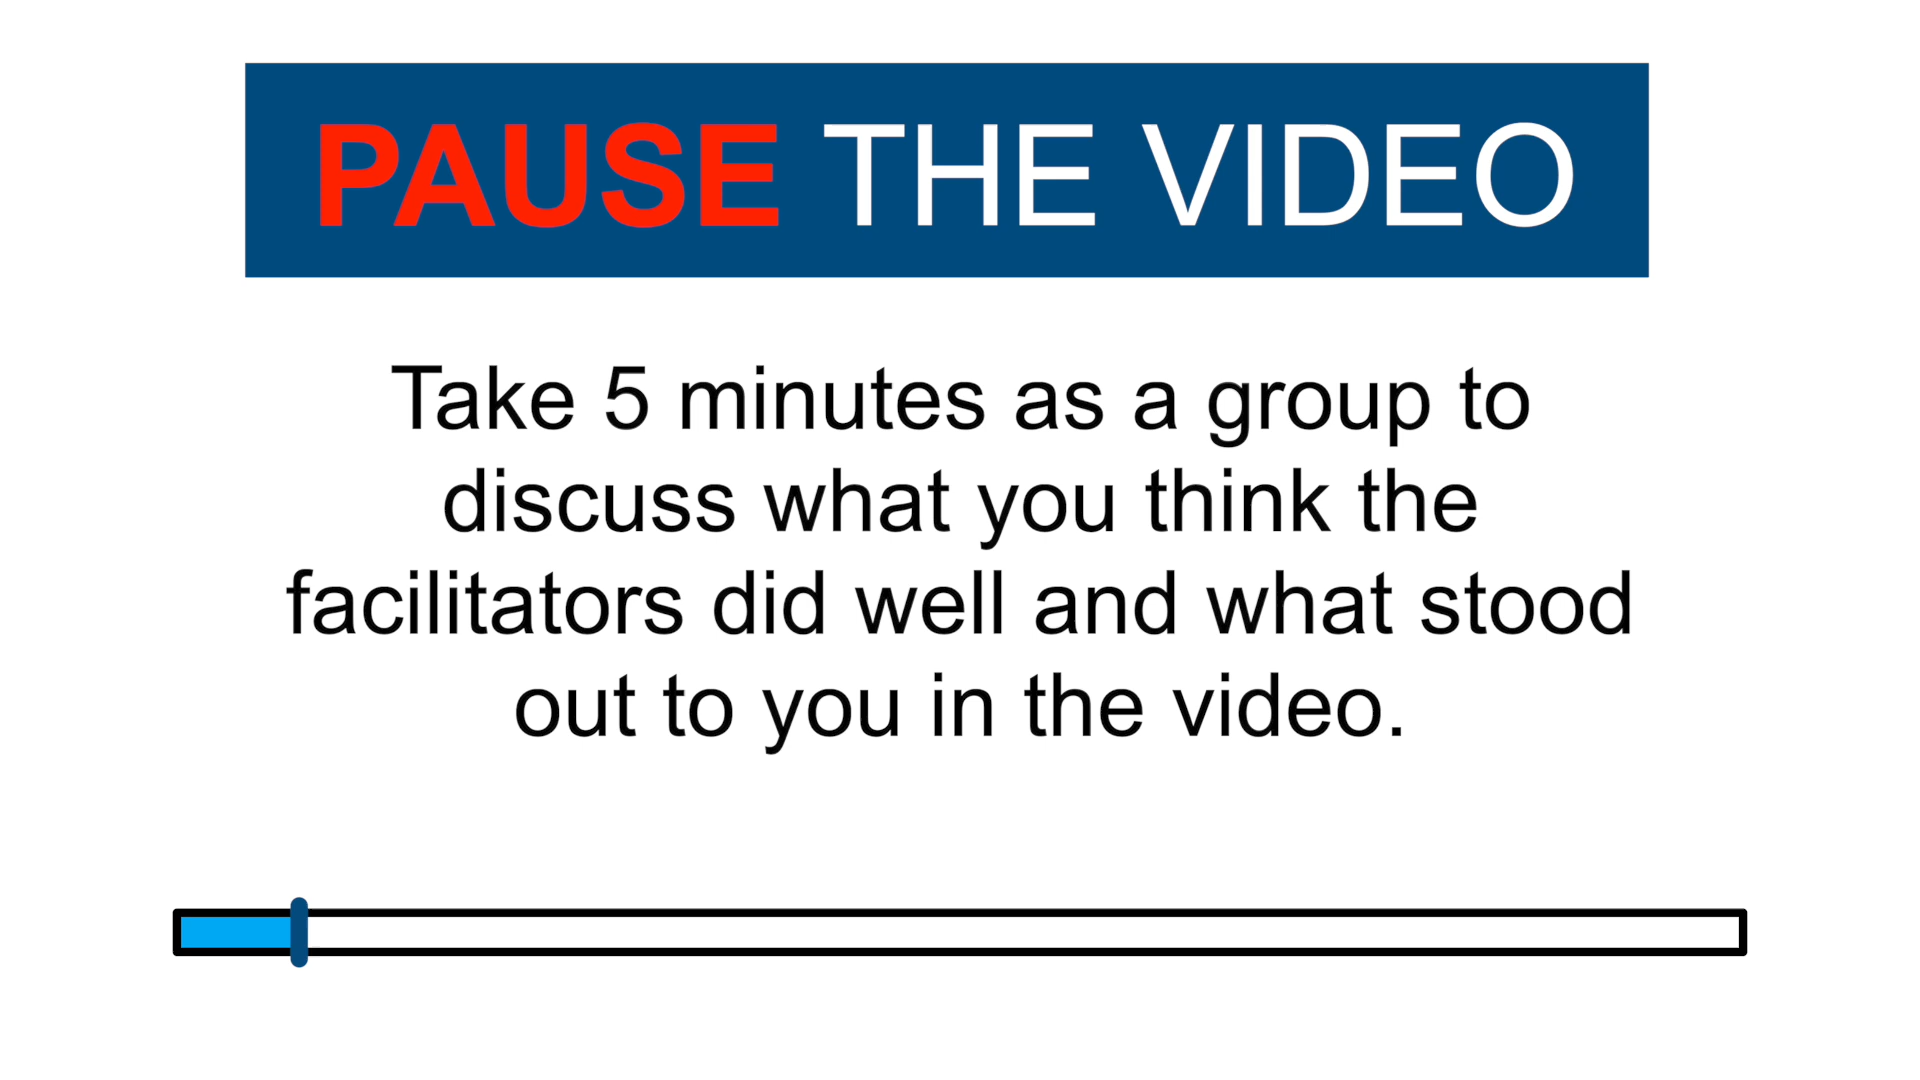 PAUSE THE VIDEO
Take 5 minutes as a group to
discuss what you think the
facilitators did well and what stood
out to you in the video.